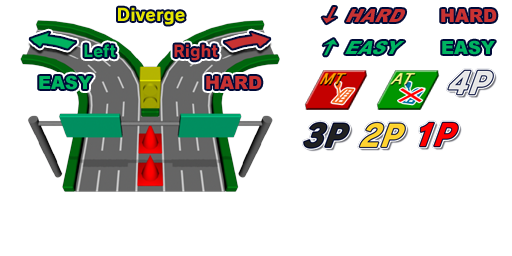 Diverge
Left Right
EASY HARD
↓ HARD HARD
↑ EASY EASY
MT AT 4P
3P 2P 1P